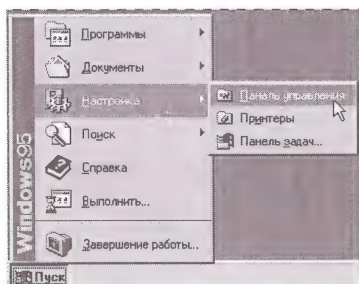 Программы
Документы
Настройка
Поиск
Справка
Выполнить...
Завершение работы...
Панель управления
Принтеры
Панель задач...
Windows95
Пуск